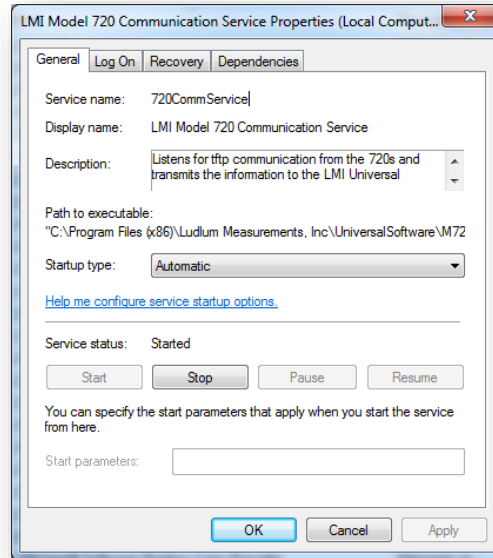 LMI Model 720 Communication Service Properties (Local Comput...
General Log On Recovery Dependencies
Service name: 720CommService
Display name: LMI Model 720 Communication Service
Description: Listens for tftp communication from the 720s and
transmits the information to the LMI Universal
Path to executable:
"C:\Program Files (x86)\Ludlum Measurements, Inc\UniversalSoftware\M72
Startup type: Automatic
Help me configure service startup options.
Service status: Started
Start Stop Pause Resume
You can specify the start parameters that apply when you start the service
from here.
Start parameters:
OK Cancel Apply